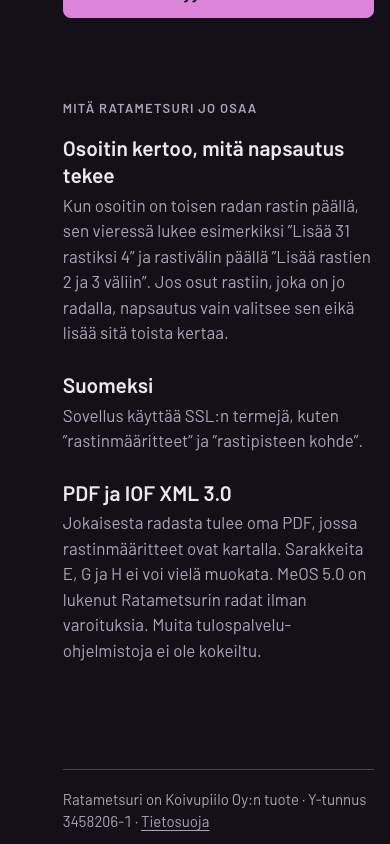 MITÄ RATAMETSURI JO OSAA
Osoitin kertoo, mitä napsautus
tekee
Kun osoitin on toisen radan rastin päällä,
sen vieressä lukee esimerkiksi ”Lisää 31
rastiksi 4” ja rastivälin päällä ”Lisää rastien
2 ja 3 väliin”. Jos osut rastiin, joka on jo
radalla, napsautus vain valitsee sen eikä
lisää sitä toista kertaa.
Suomeksi
Sovellus käyttää SSL:n termejä, kuten
”rastinmääritteet” ja ”rastipisteen kohde”.
PDF ja IOF XML 3.0
Jokaisesta radasta tulee oma PDF, jossa
rastinmääritteet ovat kartalla. Sarakkeita
E, G ja H ei voi vielä muokata. MeOS 5.0 on
lukenut Ratametsurin radat ilman
varoituksia. Muita tulospalvelu-
ohjelmistoja ei ole kokeiltu.
Ratametsuri on Koivupiilo Oy:n tuote · Y-tunnus
3458206-1 · Tietosuoja